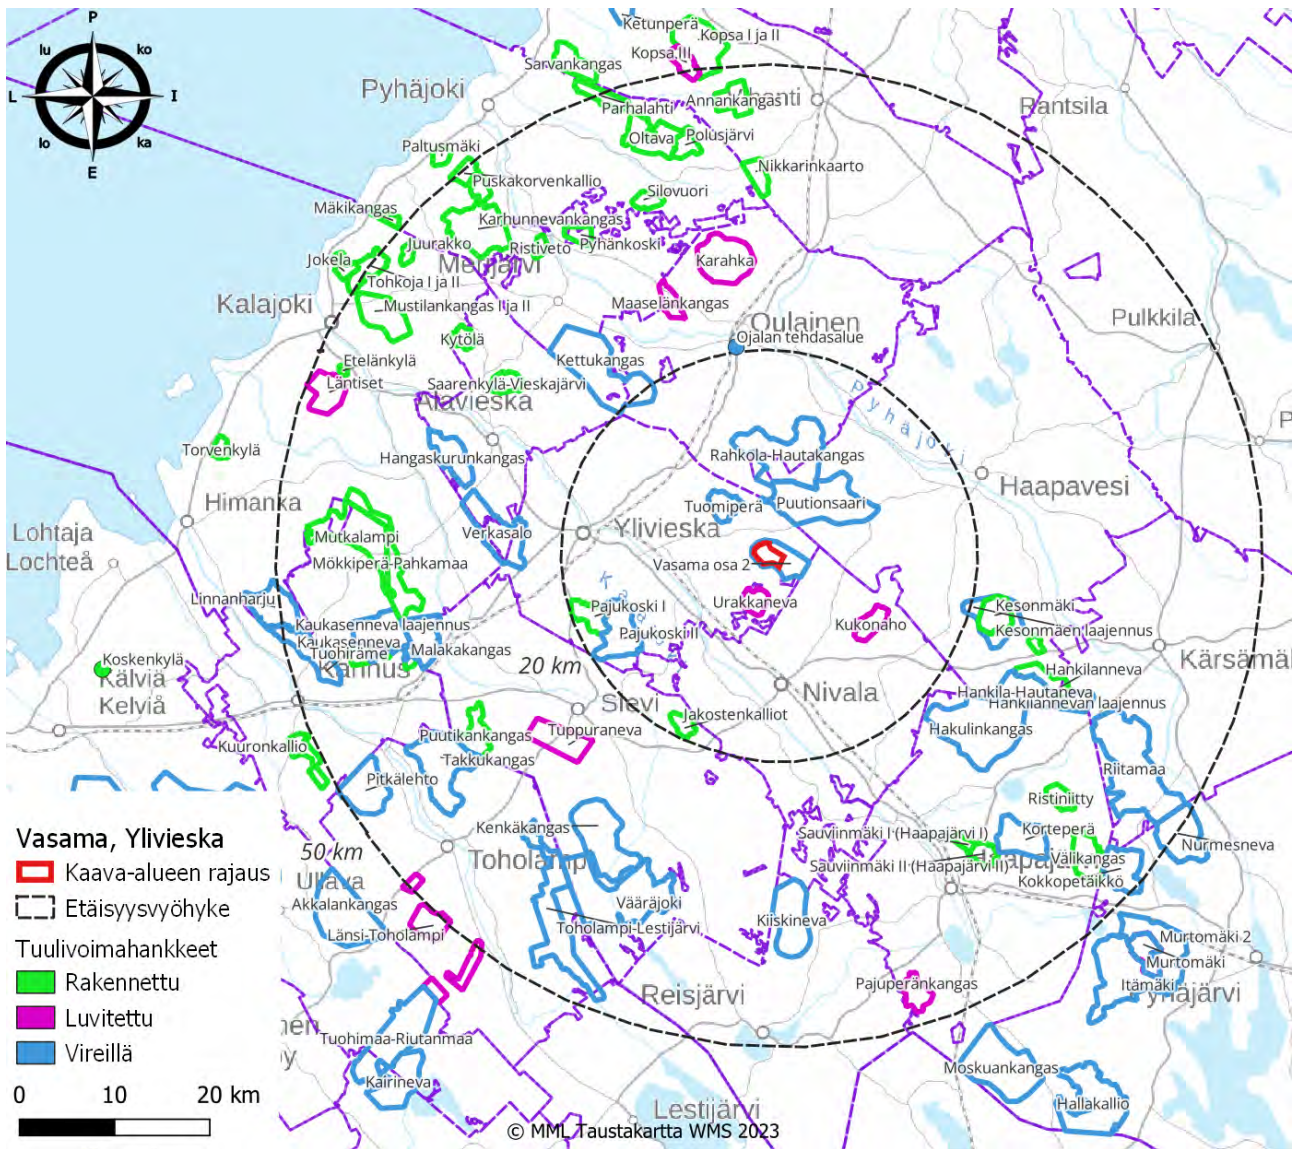 P
lu
ko
L
I
lo
ka
E
Ketunperä
Kopsa I ja II
Kopsa III
Sarvankangas
Pyhäjoki
Annankangas
Rantsila
Parhalahti
Oltava
Polusjärvi
Paltusmäki
Nikkarinkaarto
Puskakorvenkallio
Silovuori
Mäkikangas
Karhunnevankangas
Juurakko
Ristiveto
Pyhänkoski
Karahka
Jokela
Merijärvi
Tohkoja I ja II
Kalajoki
Mustilankangas I ja II
Maaselänkangas
Pulkkila
Oulainen
Ojalan tehdasalue
Kytölä
Kettukangas
Etelänkylä
Läntiset
Saarenkylä-Vieskajärvi
Alavieska
Pyhäjoki
Torvenkylä
Hangaskurunkangas
Rahkola-Hautakangas
Haapavesi
Himanka
Tuomiperä
Puutionsaari
Lohtaja
Lochteå
Mutkalampi
Verkasalo
Ylivieska
Mökkiperä-Pahkamaa
Vasama osa 2
Linnanharju
Pajukoski I
Urakkaneva
Kesonmäki
Kaukasenneva laajennus
Pajukoski II
Kukonaho
Kesonmäen laajennus
Kaukasenneva
Tuohiräme
Malakakangas
Kannus
Koskenkylä
Kälviä
Kelviå
20 km
Hankilanneva
Nivala
Hankila-Hautaneva
Hankilannevan laajennus
Sievi
Jakostenkalliot
Puutikankangas
Tuppuraneva
Hakulinkangas
Kuuronkallio
Takkukangas
Pitkälehto
Riitamaa
Ristiniitty
Kenkäkangas
Sauviinmäki I (Haapajärvi I)
Korteperä
Nurmesneva
50 km
Toholampi
Sauviinmäki II (Haapajärvi II)
Välikangas
Kokkopetäikkö
Ullava
Akkalankangas
Vääräjoki
Kiiskineva
Länsi-Toholampi
Toholampi-Lestijärvi
Murtomäki 2
Murtomäki
Itämäki
Reisjärvi
Pajuperänkangas
Tuohimaa-Riutanmaa
Moskuankangas
Kairineva
Hallakallio
Lestijärvi
Vasama, Ylivieska
Kaava-alueen rajaus
Etäisyysvyöhyke
Tuulivoimahankkeet
Rakennettu
Luvitettu
Vireillä
0 10 20 km
© MML Taustakartta WMS 2023